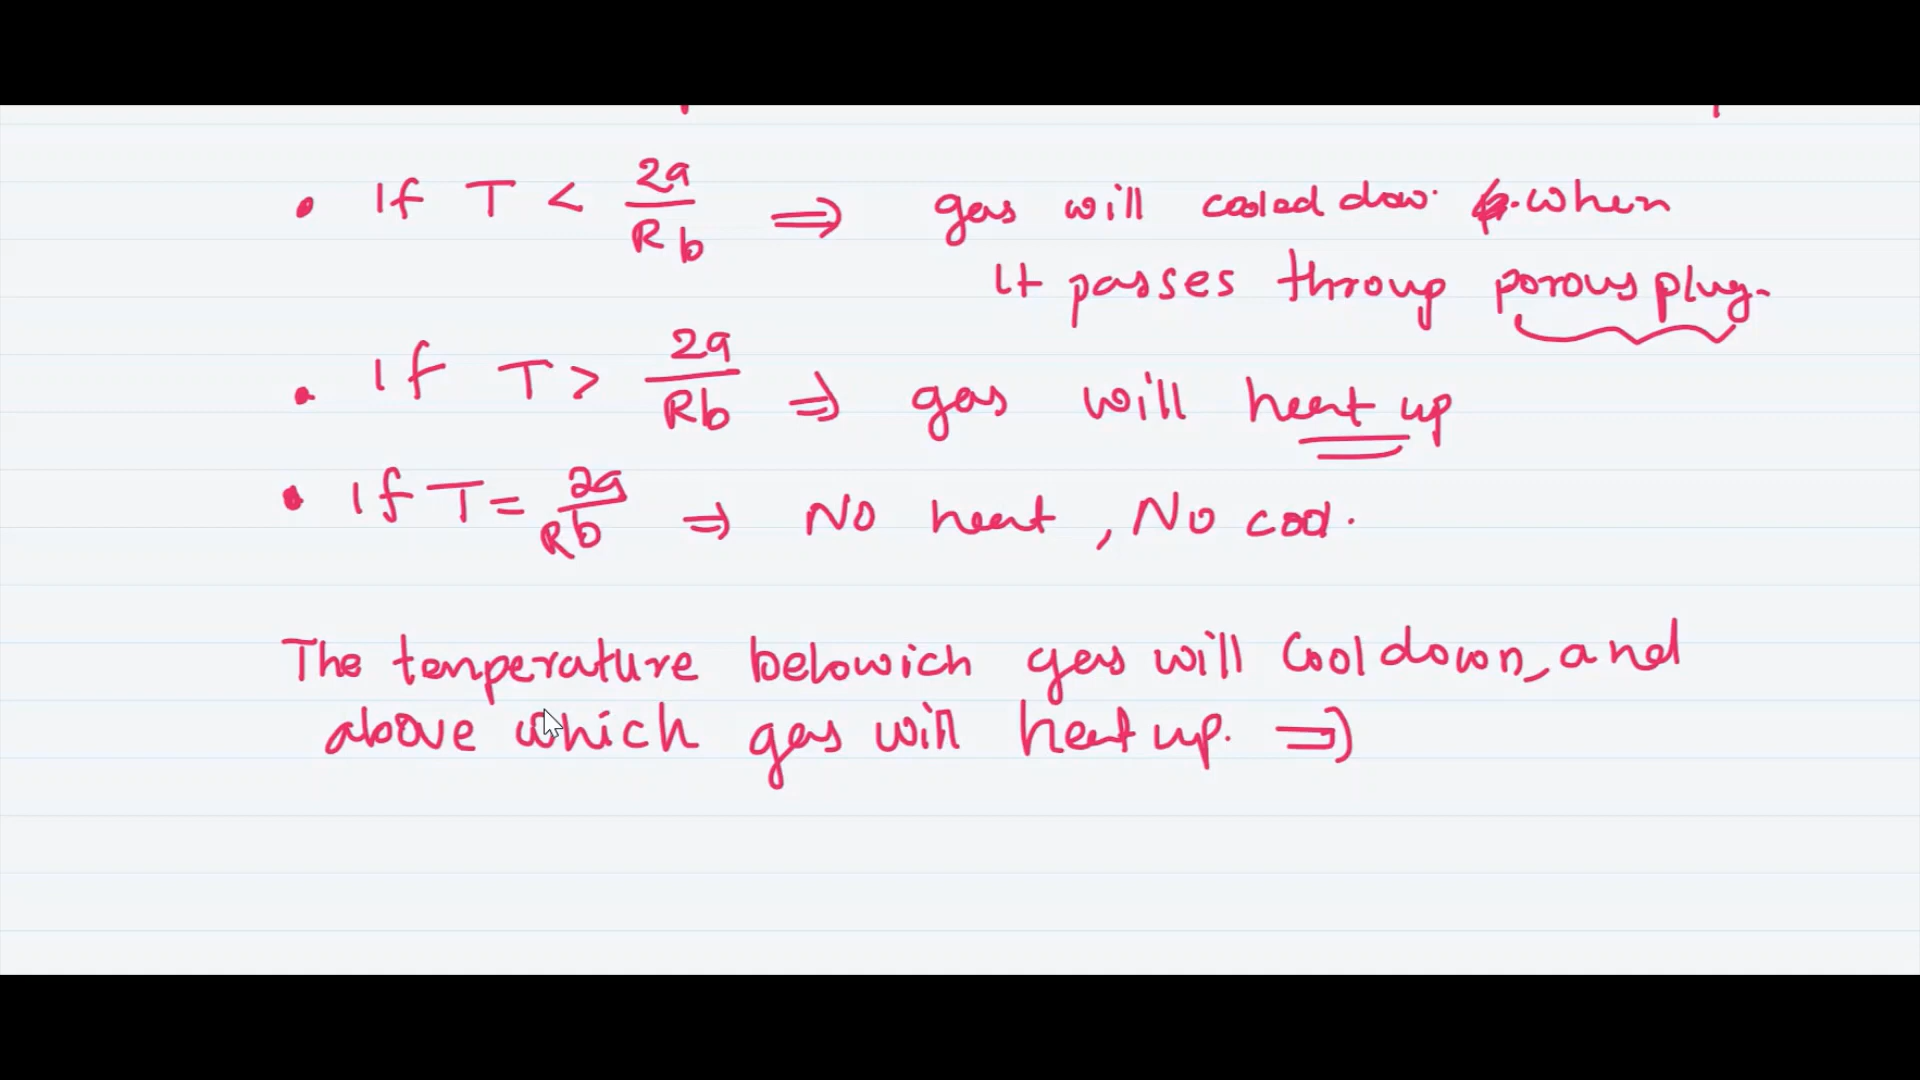 • If T < 2a/Rb ⇒ gas will cooled dow. when
It passes throup porous plug.
• If T > 2a/Rb ⇒ gas will heat up
• If T = 2a/Rb ⇒ No heat, No cool.
The temperature belowich gas will cool down, and
above which gas will heat up. ⇒